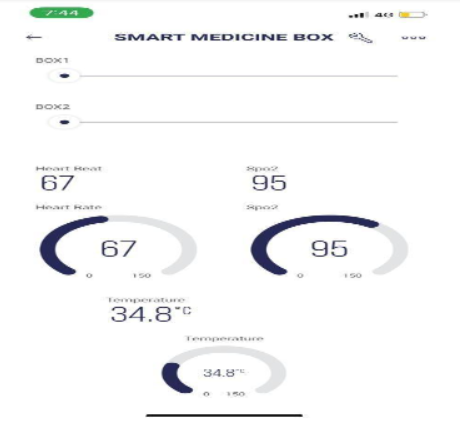 7:44
4G
SMART MEDICINE BOX
BOX1
BOX2
Heart Beat
Spo2
67
95
Heart Rate
Spo2
67
95
0 150
0 150
Temperature
34.8°C
Temperature
34.8°C
0 150